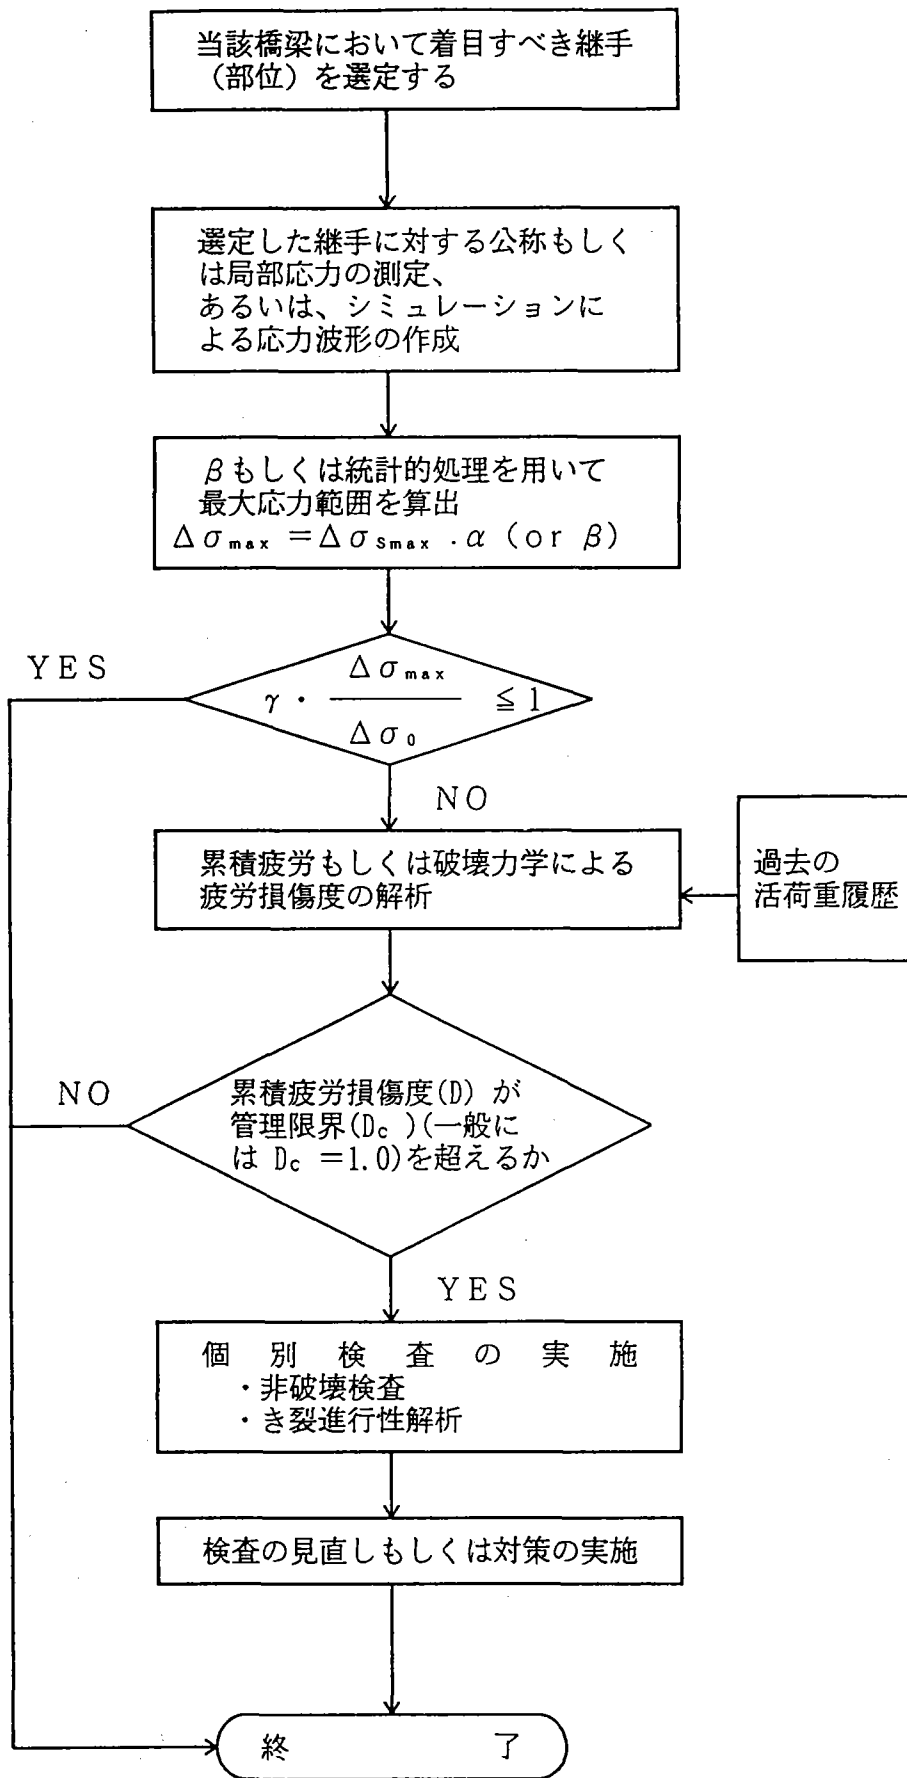 当該橋梁において着目すべき継手
(部位)を選定する
選定した継手に対する公称もしく
は局部応力の測定、
あるいは、シミュレーションに
よる応力波形の作成
βもしくは統計的処理を用いて
最大応力範囲を算出
Δσmax =ΔσSmax .α (or β)
YES
γ・ Δσmax / Δσ0 ≦1
NO
累積疲労もしくは破壊力学による
疲労損傷度の解析
過去の
活荷重履歴
NO
累積疲労損傷度(D) が
管理限界(Dc )(一般に
は Dc =1.0)を超えるか
YES
個別検査の実施
・非破壊検査
・き裂進行性解析
検査の見直しもしくは対策の実施
終 了